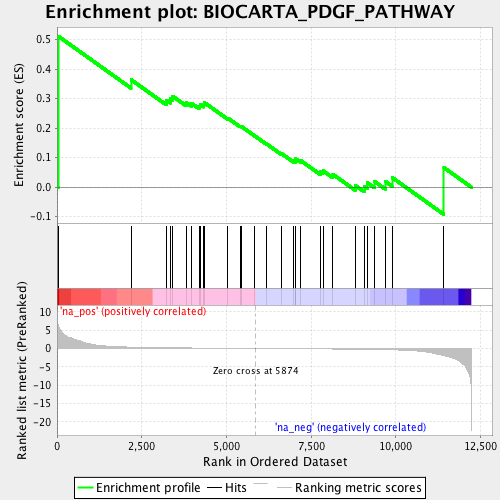 Enrichment plot: BIOCARTA_PDGF_PATHWAY
Enrichment score (ES)
0.5
0.4
0.3
0.2
0.1
0.0
-0.1
'na_pos' (positively correlated)
Ranked list metric (PreRanked)
10
5
0
-5
-10
-15
-20
Zero cross at 5874
'na_neg' (negatively correlated)
0 2,500 5,000 7,500 10,000 12,500
Rank in Ordered Dataset
Enrichment profile Hits Ranking metric scores